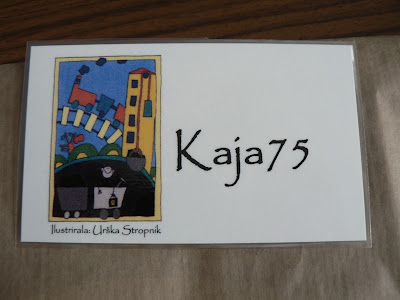 Kaja75
Ilustrirala: Urška Stropnik